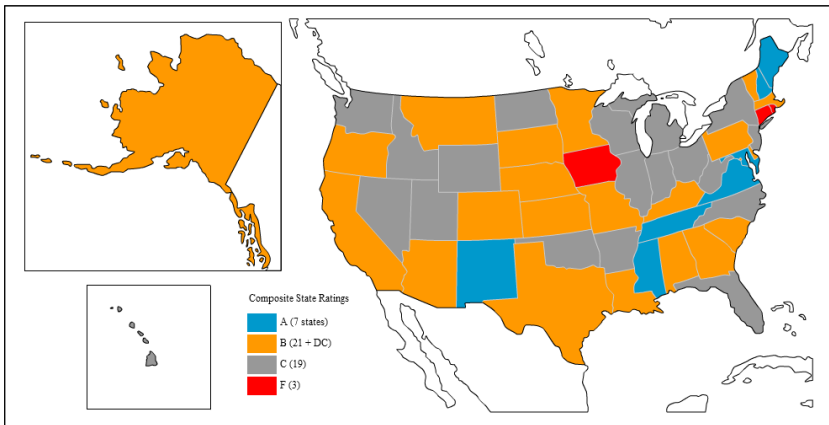 Composite State Ratings
A (7 states)
B (21 + DC)
C (19)
F (3)